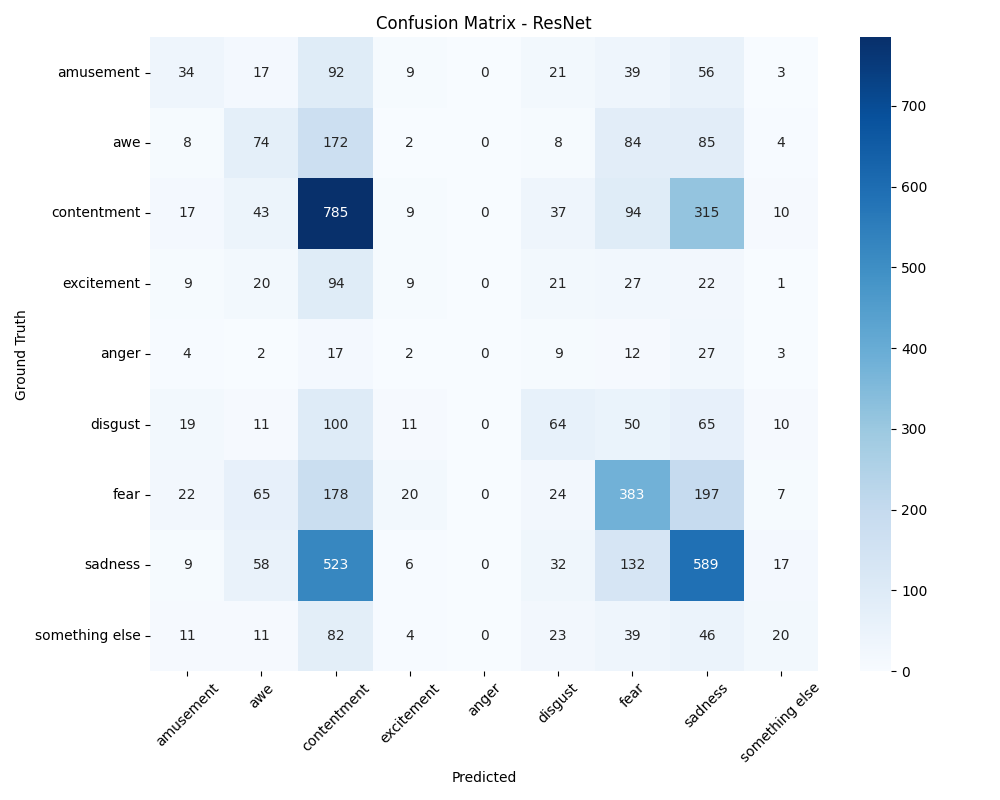 Confusion Matrix - ResNet
Ground Truth
amusement 34 17 92 9 0 21 39 56 3
awe 8 74 172 2 0 8 84 85 4
contentment 17 43 785 9 0 37 94 315 10
excitement 9 20 94 9 0 21 27 22 1
anger 4 2 17 2 0 9 12 27 3
disgust 19 11 100 11 0 64 50 65 10
fear 22 65 178 20 0 24 383 197 7
sadness 9 58 523 6 0 32 132 589 17
something else 11 11 82 4 0 23 39 46 20
amusement awe contentment excitement anger disgust fear sadness something else
Predicted
700
600
500
400
300
200
100
0